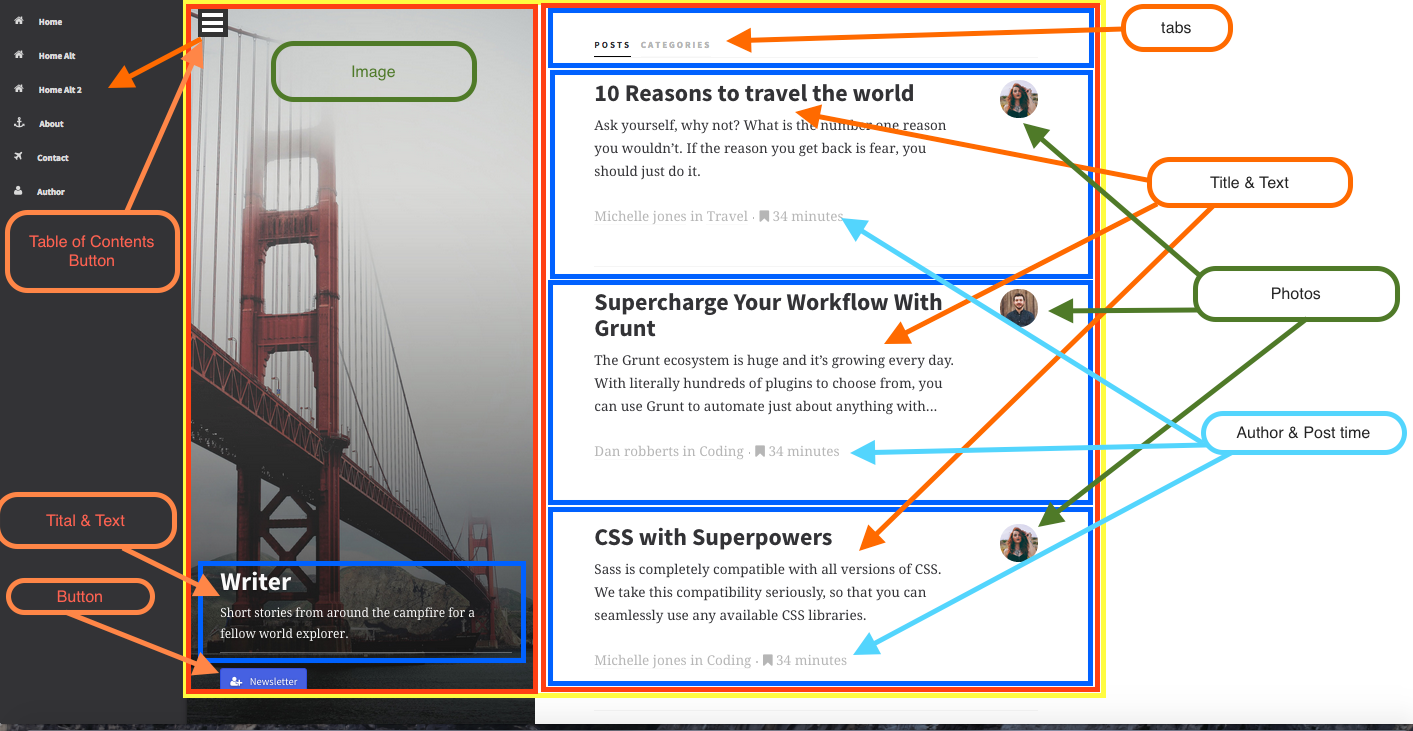 Home
Home Alt
Home Alt 2
About
Contact
Author
Table of Contents
Button
Tital & Text
Button
Image
Writer
Short stories from around the campfire for a
fellow world explorer.
Newsletter
POSTS CATEGORIES
tabs
10 Reasons to travel the world
Ask yourself, why not? What is the number one reason
you wouldn't. If the reason you get back is fear, you
should just do it.
Michelle jones in Travel · 34 minutes
Supercharge Your Workflow With
Grunt
The Grunt ecosystem is huge and it's growing every day.
With literally hundreds of plugins to choose from, you
can use Grunt to automate just about anything with...
Dan robberts in Coding · 34 minutes
CSS with Superpowers
Sass is completely compatible with all versions of CSS.
We take this compatibility seriously, so that you can
seamlessly use any available CSS libraries.
Michelle jones in Coding · 34 minutes
Title & Text
Photos
Author & Post time